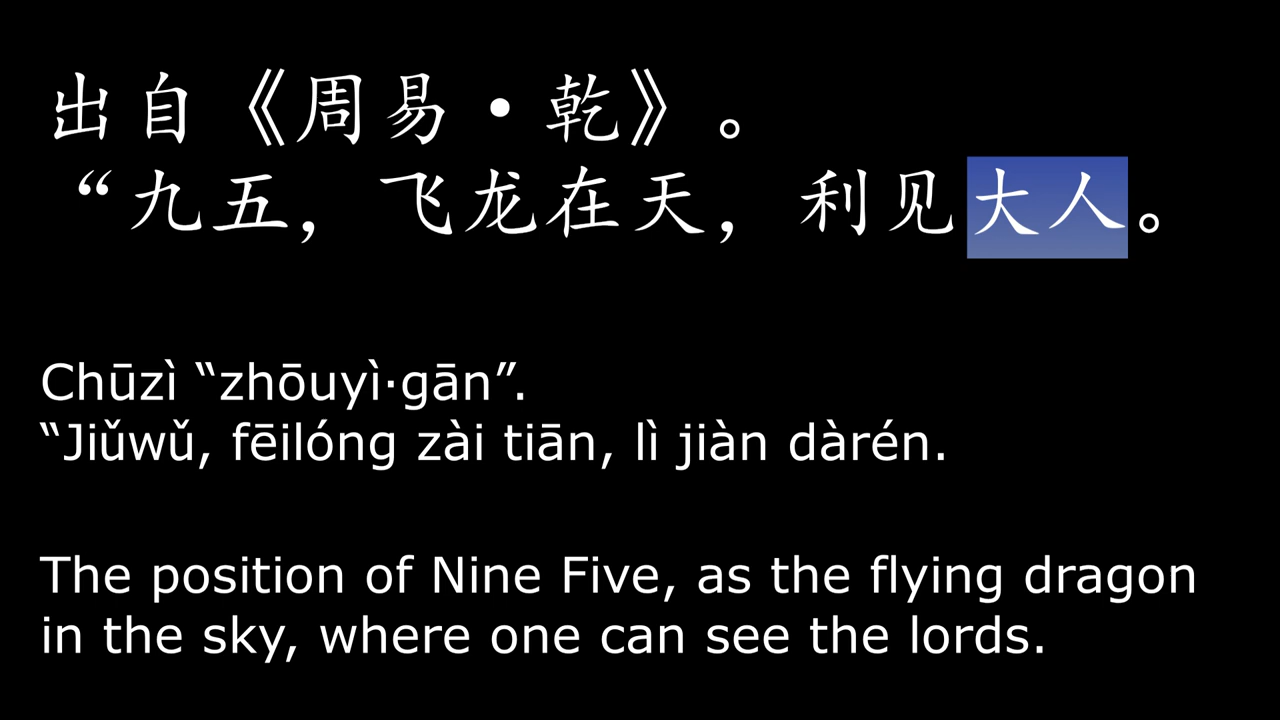 出自《周易·乾》。
“九五，飞龙在天，利见大人。
Chūzì “zhōuyì·gān”.
“Jiǔwǔ, fēilóng zài tiān, lì jiàn dàrén.
The position of Nine Five, as the flying dragon
in the sky, where one can see the lords.